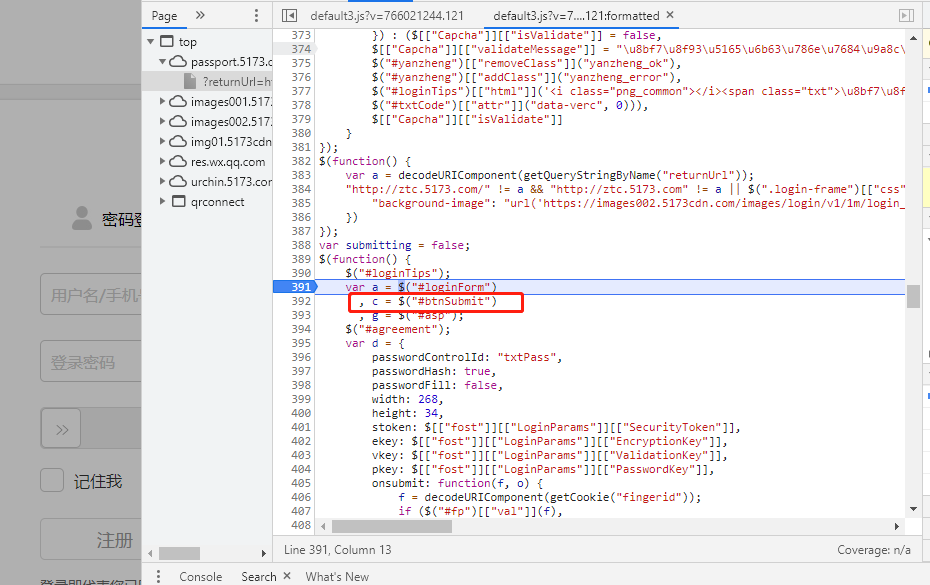 Page
default3.js?v=766021244.121
default3.js?v=7....121:formatted ×
top
passport.5173.c
?returnUrl=h
images001.517
images002.517
img01.5173cdn
res.wx.qq.com
urchin.5173.cor
qrconnect
密码登
用户名/手机号
登录密码
记住我
注册
373 }) : ($[["Capcha"]][["isValidate"]] = false,
374 $[["Capcha"]][["validateMessage"]] = "\u8bf7\u8f93\u5165\u6b63\u786e\u7684\u9a8c\
375 $("#yanzheng")[["removeClass"]]("yanzheng_ok"),
376 $("#yanzheng")[["addClass"]]("yanzheng_error"),
377 $("#loginTips")[["html"]]('<i class="png_common"></i><span class="txt">\u8bf7\u8f
378 $("#txtCode")[["attr"]]("data-verc", 0))),
379 $[["Capcha"]][["isValidate"]]
380 }
381 });
382 $(function() {
383 var a = decodeURIComponent(getQueryStringByName("returnUrl"));
384 "http://ztc.5173.com/" != a && "http://ztc.5173.com" != a || $(".login-frame")[["css"
385 "background-image": "url('https://images002.5173cdn.com/images/login/v1/1m/login_
386 })
387 });
388 var submitting = false;
389 $(function() {
390 $("#loginTips");
391 var a = $("#loginForm")
392 , c = $("#btnSubmit")
393 , g = $("#asp");
394 $("#agreement");
395 var d = {
396 passwordControlId: "txtPass",
397 passwordHash: true,
398 passwordFill: false,
399 width: 268,
400 height: 34,
401 stoken: $[["fost"]][["LoginParams"]][["SecurityToken"]],
402 ekey: $[["fost"]][["LoginParams"]][["EncryptionKey"]],
403 vkey: $[["fost"]][["LoginParams"]][["ValidationKey"]],
404 pkey: $[["fost"]][["LoginParams"]][["PasswordKey"]],
405 onsubmit: function(f, o) {
406 f = decodeURIComponent(getCookie("fingerid"));
407 if ($("#fp")[["val"]](f),
408
Line 391, Column 13
Coverage: n/a
Console
Search ×
What's New